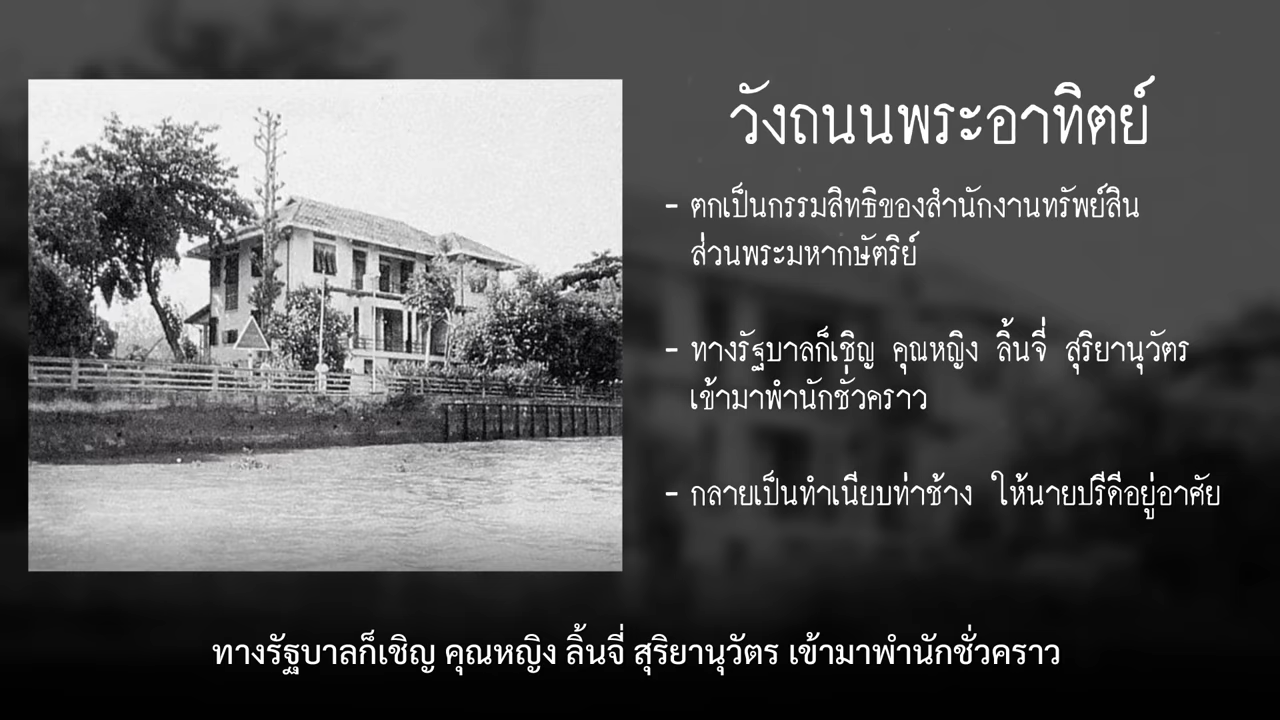 วังถนนพระอาทิตย์
- ตกเป็นกรรมสิทธิของสำนักงานทรัพย์สิน
ส่วนพระมหากษัตริย์
- ทางรัฐบาลก็เชิญ คุณหญิง ลิ้นจี่ สุริยานุวัตร
เข้ามาพำนักชั่วคราว
- กลายเป็นทำเนียบท่าช้าง ให้นายปรีดีอยู่อาศัย
ทางรัฐบาลก็เชิญ คุณหญิง ลิ้นจี่ สุริยานุวัตร เข้ามาพำนักชั่วคราว